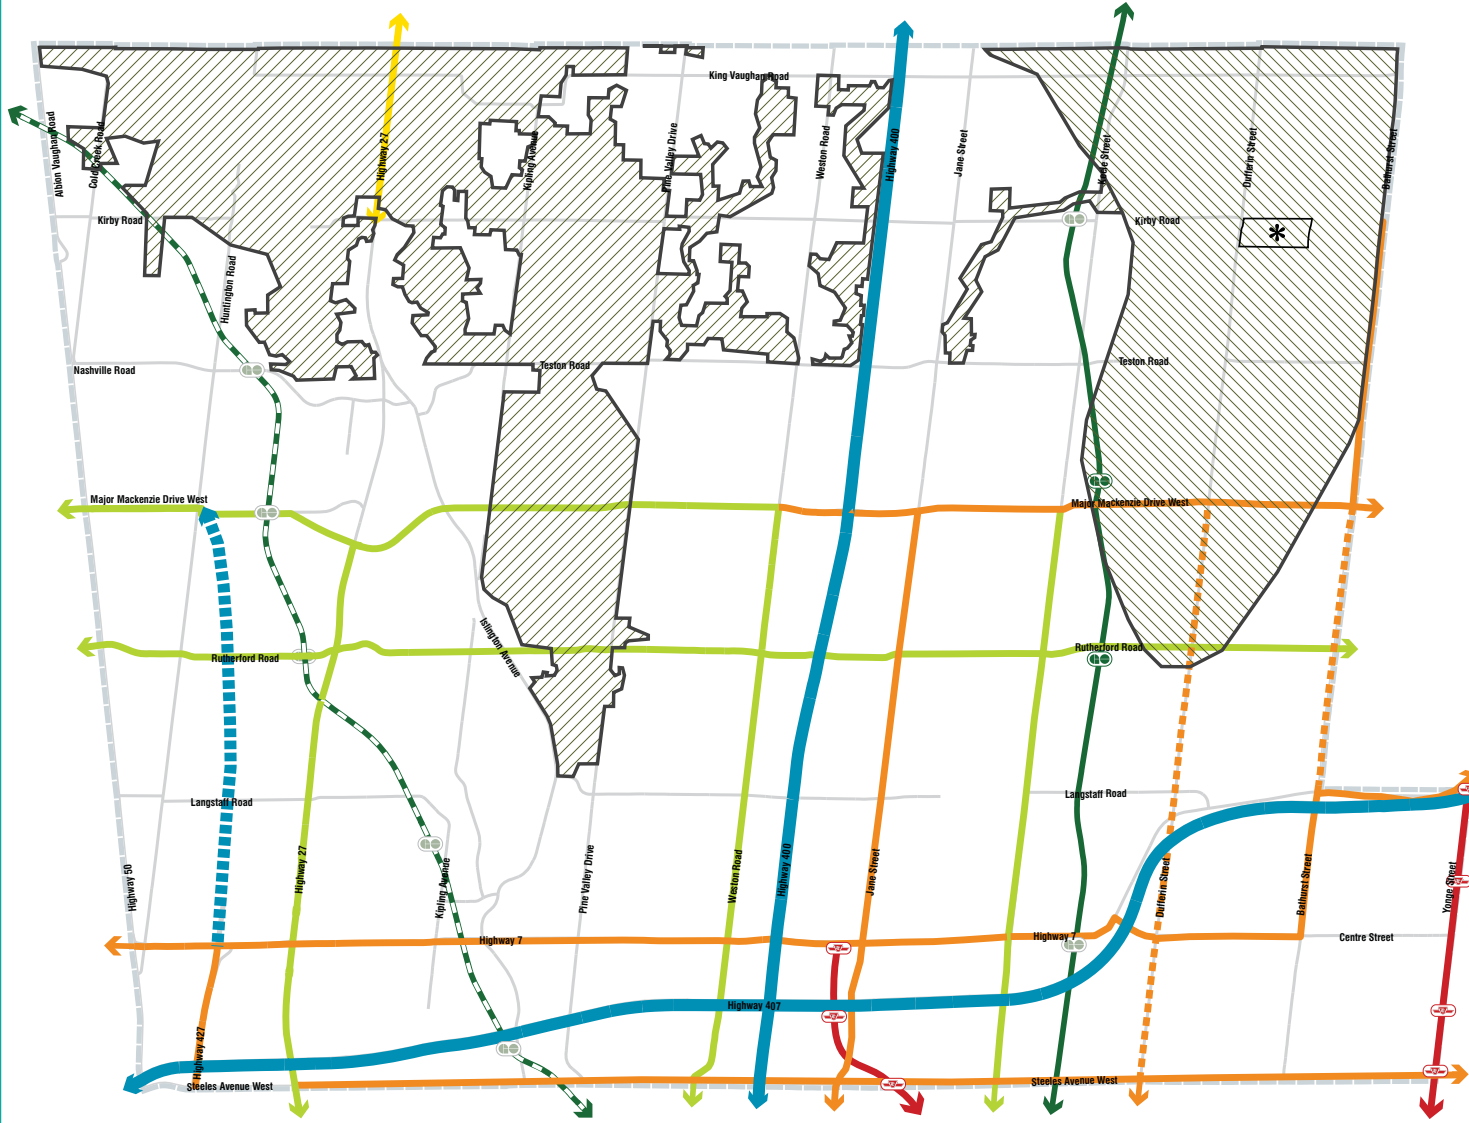 King Vaughan Road
Albion Vaughan Road
Cold Creek Road
Highway 27
Kipling Avenue
Pine Valley Drive
Weston Road
Highway 400
Jane Street
Keele Street
Dufferin Street
Bathurst Street
Kirby Road
Kirby Road
*
Huntington Road
Nashville Road
Teston Road
Teston Road
Major Mackenzie Drive West
Major Mackenzie Drive West
Islington Avenue
Rutherford Road
Rutherford Road
Langstaff Road
Langstaff Road
Highway 50
Highway 27
Kipling Avenue
Pine Valley Drive
Weston Road
Highway 400
Jane Street
Dufferin Street
Bathurst Street
Yonge Street
Highway 7
Highway 7
Centre Street
Highway 407
Highway 427
Steeles Avenue West
Steeles Avenue West